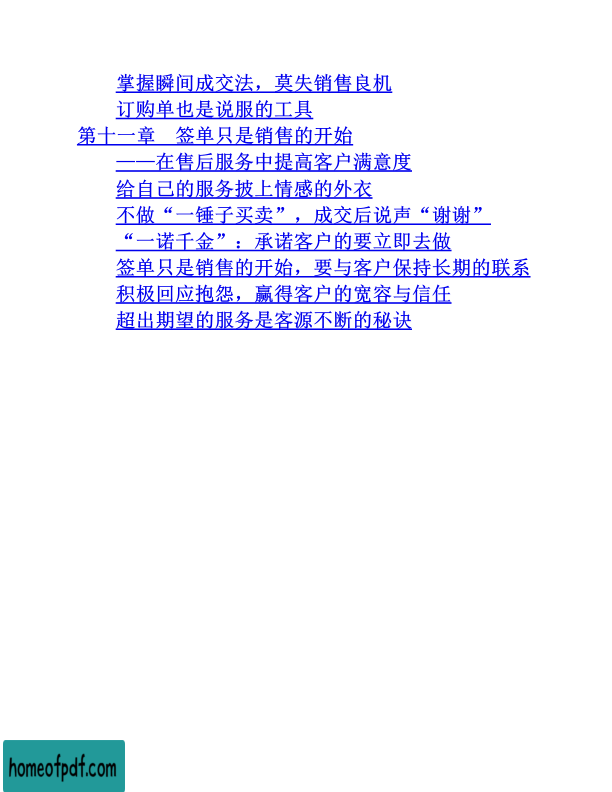 掌握瞬间成交法，莫失销售良机
订购单也是说服的工具
第十一章　签单只是销售的开始
——在售后服务中提高客户满意度
给自己的服务披上情感的外衣
不做“一锤子买卖”，成交后说声“谢谢”
“一诺千金”：承诺客户的要立即去做
签单只是销售的开始，要与客户保持长期的联系
积极回应抱怨，赢得客户的宽容与信任
超出期望的服务是客源不断的秘诀
homeofpdf.com